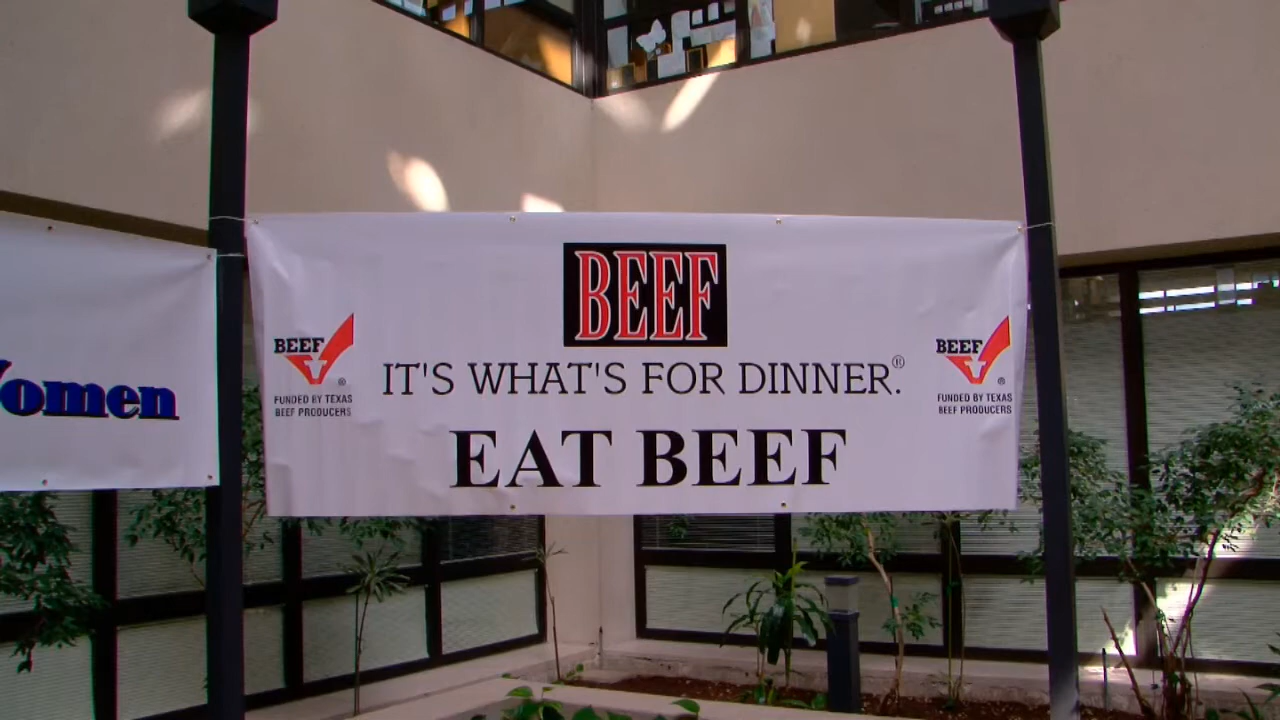 BEEF
IT'S WHAT'S FOR DINNER.®
EAT BEEF
BEEF
®
FUNDED BY TEXAS
BEEF PRODUCERS
BEEF
®
FUNDED BY TEXAS
BEEF PRODUCERS
Women